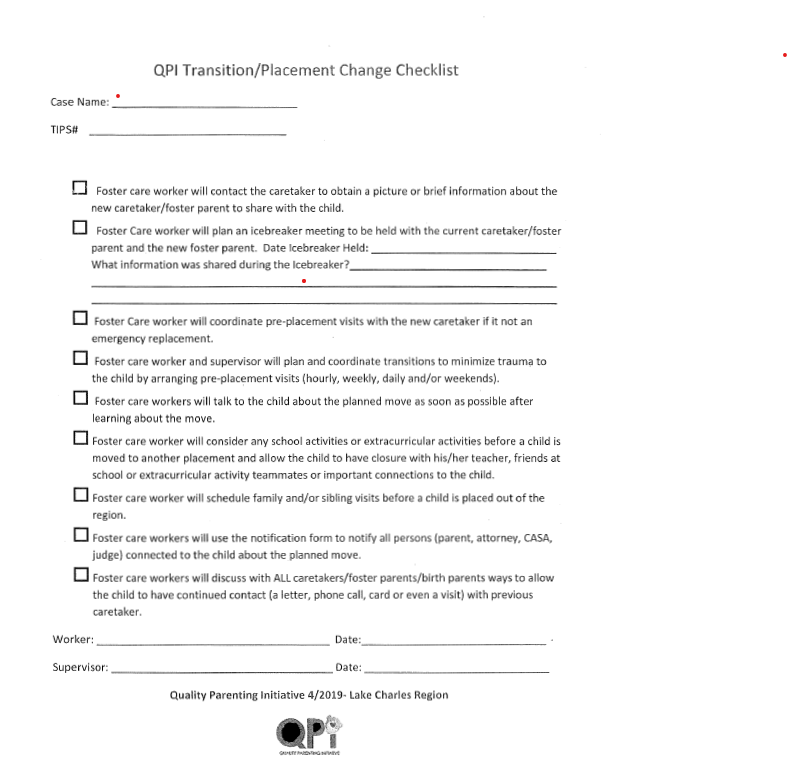 QPI Transition/Placement Change Checklist
Case Name:
TIPS#
Foster care worker will contact the caretaker to obtain a picture or brief information about the
new caretaker/foster parent to share with the child.
Foster Care worker will plan an icebreaker meeting to be held with the current caretaker/foster
parent and the new foster parent. Date Icebreaker Held:
What information was shared during the Icebreaker?
Foster Care worker will coordinate pre-placement visits with the new caretaker if it not an
emergency replacement.
Foster care worker and supervisor will plan and coordinate transitions to minimize trauma to
the child by arranging pre-placement visits (hourly, weekly, daily and/or weekends).
Foster care workers will talk to the child about the planned move as soon as possible after
learning about the move.
Foster care worker will consider any school activities or extracurricular activities before a child is
moved to another placement and allow the child to have closure with his/her teacher, friends at
school or extracurricular activity teammates or important connections to the child.
Foster care worker will schedule family and/or sibling visits before a child is placed out of the
region.
Foster care workers will use the notification form to notify all persons (parent, attorney, CASA,
judge) connected to the child about the planned move.
Foster care workers will discuss with ALL caretakers/foster parents/birth parents ways to allow
the child to have continued contact (a letter, phone call, card or even a visit) with previous
caretaker.
Worker: Date:
Supervisor: Date:
Quality Parenting Initiative 4/2019- Lake Charles Region
QPi
QUALITY PARENTING INITIATIVE